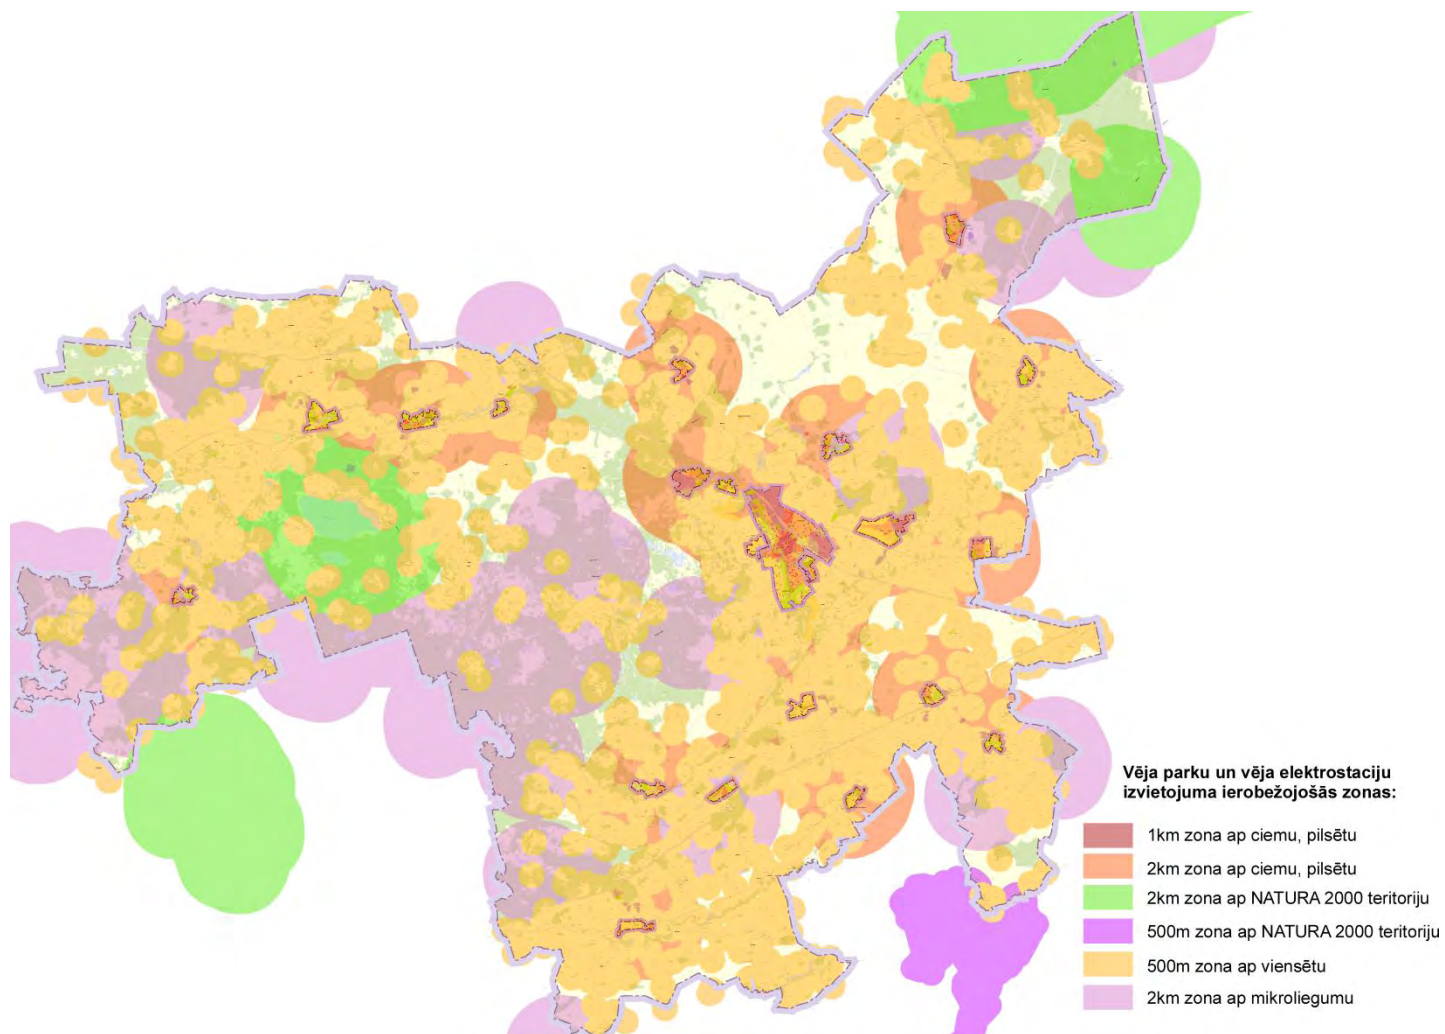 Vēja parku un vēja elektrostaciju
izvietojuma ierobežojošās zonas:
1km zona ap ciemu, pilsētu
2km zona ap ciemu, pilsētu
2km zona ap NATURA 2000 teritoriju
500m zona ap NATURA 2000 teritoriju
500m zona ap viensētu
2km zona ap mikroliegumu